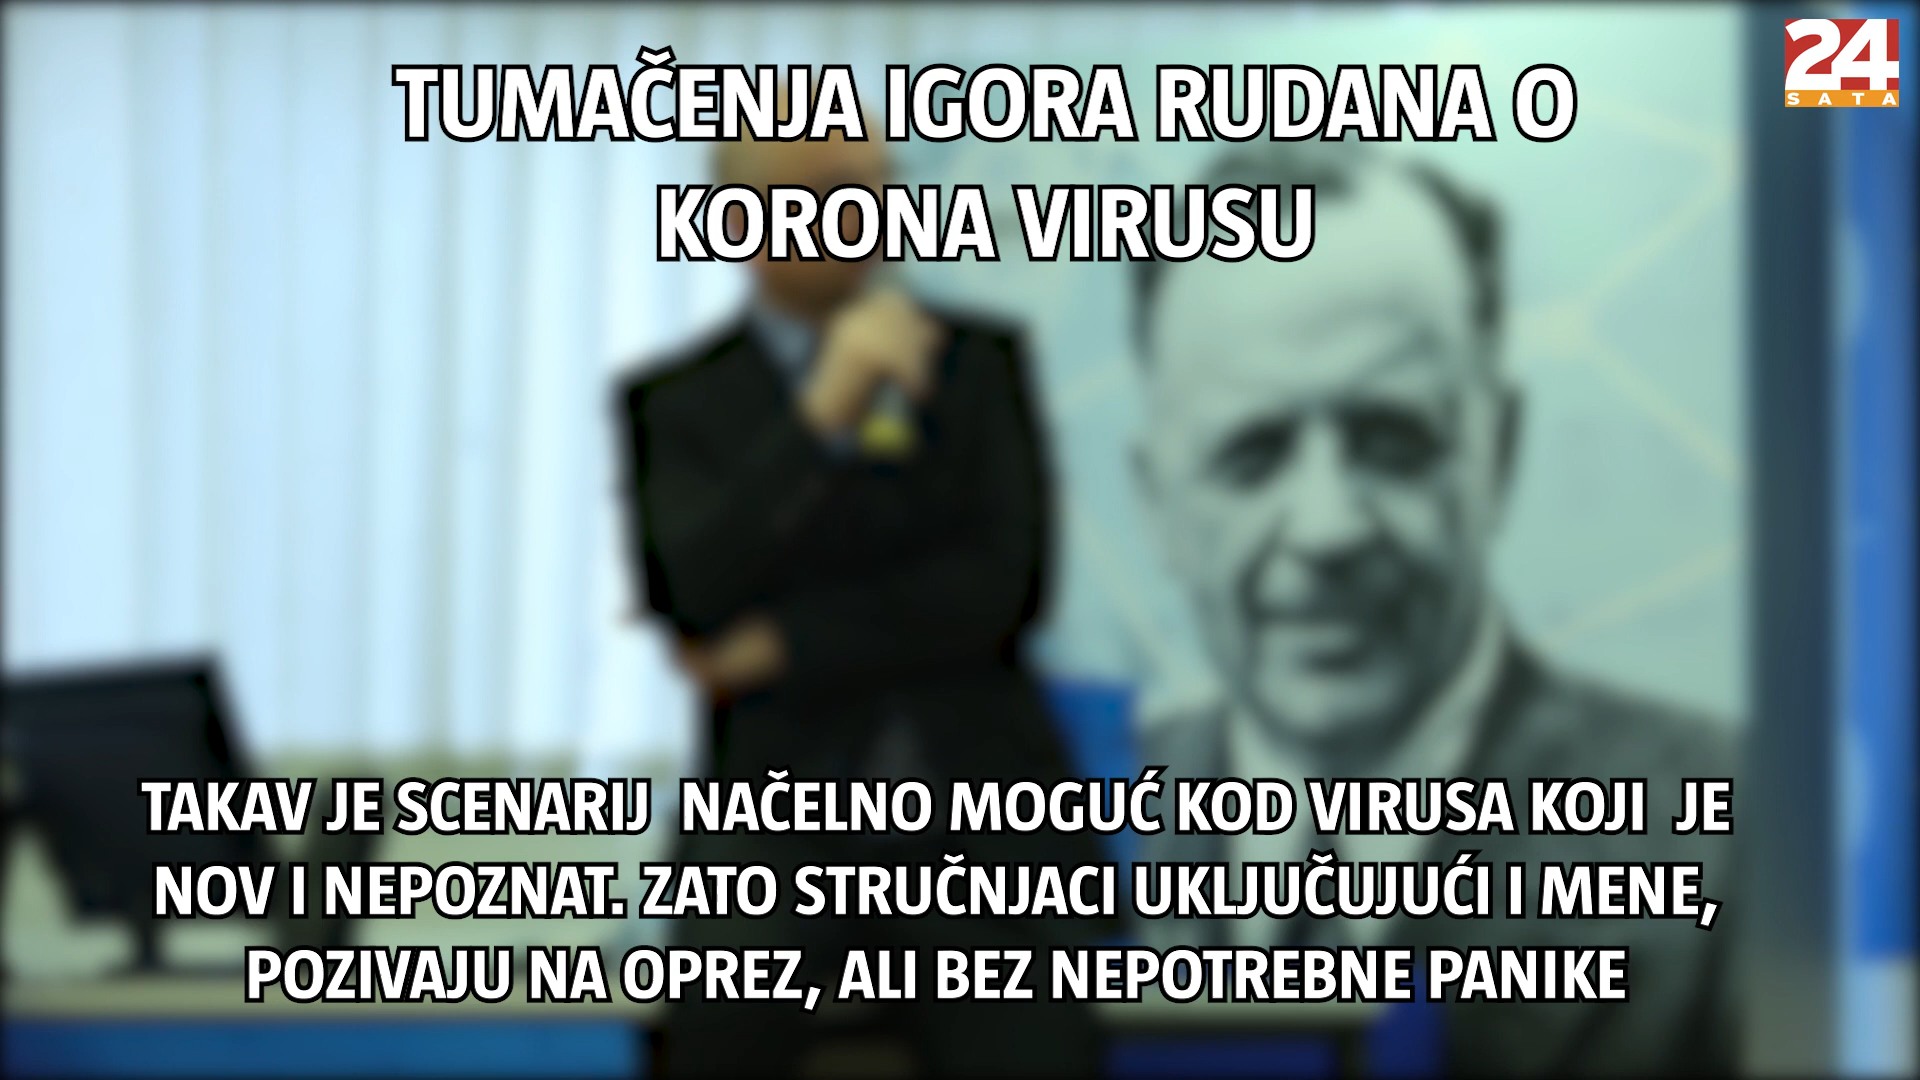 24
SATA
TUMAČENJA IGORA RUDANA O
KORONA VIRUSU
TAKAV JE SCENARIJ NAČELNO MOGUĆ KOD VIRUSA KOJI JE
NOV I NEPOZNAT. ZATO STRUČNJACI UKLJUČUJUĆI I MENE,
POZIVAJU NA OPREZ, ALI BEZ NEPOTREBNE PANIKE